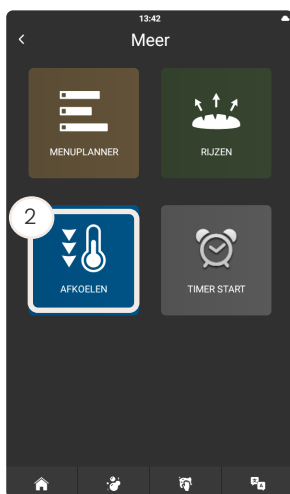 13:42
Meer
MENUPLANNER
RIJZEN
2
AFKOELEN
TIMER START